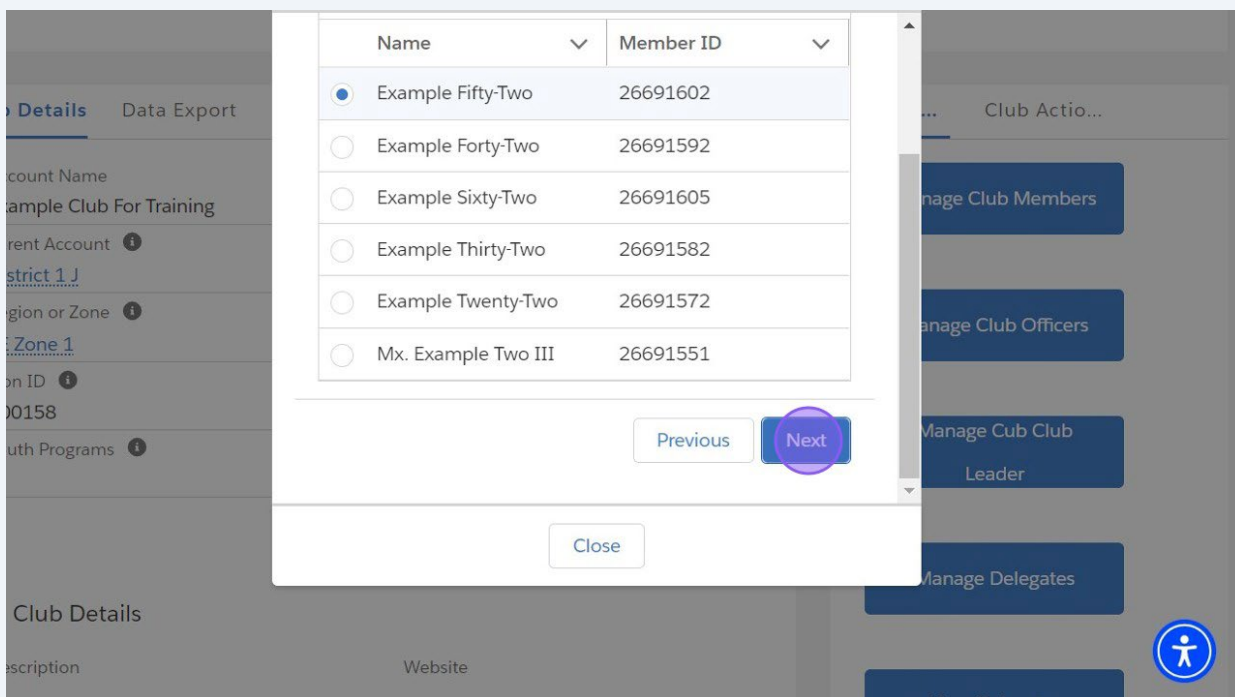 Name Member ID
Details Data Export
... Club Actio...
Example Fifty-Two 26691602
Example Forty-Two 26691592
Example Sixty-Two 26691605
Example Thirty-Two 26691582
Example Twenty-Two 26691572
Mx. Example Two III 26691551
count Name
ample Club For Training
nage Club Members
rent Account
strict 1 J
gion or Zone
Zone 1
anage Club Officers
on ID
00158
uth Programs
Previous Next
Manage Cub Club
Leader
Close
Manage Delegates
Club Details
escription Website